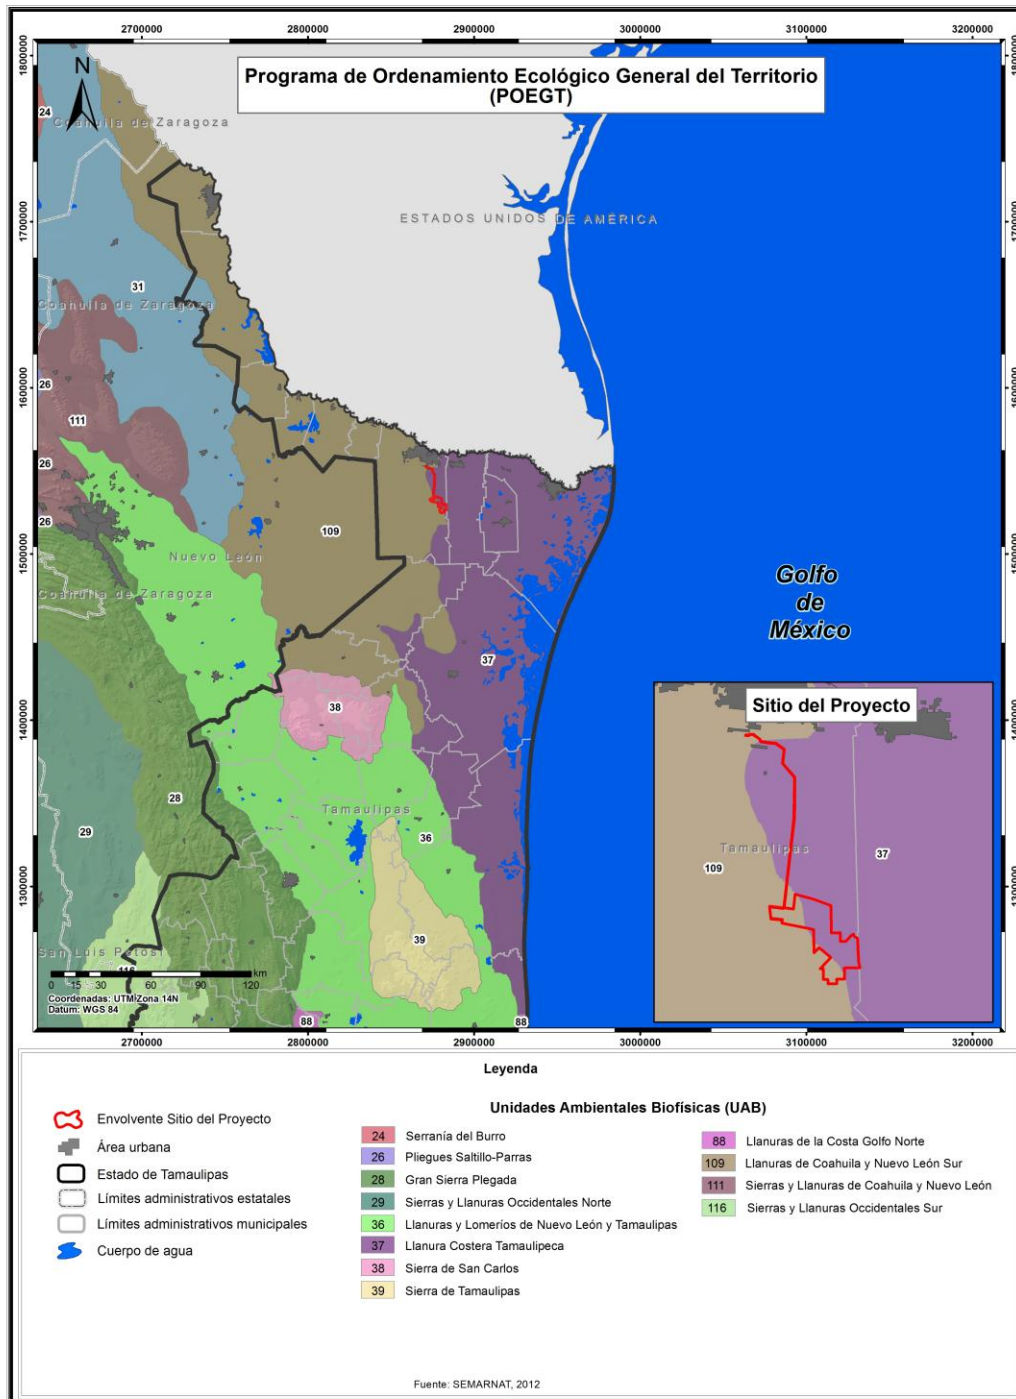 2700000
2800000
2900000
3000000
3100000
3200000
1800000
1800000
N
Programa de Ordenamiento Ecológico General del Territorio
(POEGT)
24
Coahuila de Zaragoza
1700000
1700000
ESTADOS UNIDOS DE AMÉRICA
31
Coahuila de Zaragoza
1600000
1600000
26
111
26
26
109
1500000
1500000
Nuevo León
Coahuila de Zaragoza
Golfo
de
México
37
38
1400000
1400000
Sitio del Proyecto
28
Tamaulipas
36
29
Tamaulipas
109
37
1300000
1300000
39
San Luis Potosí
116
km
0 15 30 60 90 120
Coordenadas: UTM Zona 14N
Datum: WGS 84
88
88
2700000
2800000
2900000
3000000
3100000
3200000
Leyenda
Envolvente Sitio del Proyecto
Área urbana
Estado de Tamaulipas
Límites administrativos estatales
Límites administrativos municipales
Cuerpo de agua
Unidades Ambientales Biofísicas (UAB)
24 Serranía del Burro
26 Pliegues Saltillo-Parras
28 Gran Sierra Plegada
29 Sierras y Llanuras Occidentales Norte
36 Llanuras y Lomeríos de Nuevo León y Tamaulipas
37 Llanura Costera Tamaulipeca
38 Sierra de San Carlos
39 Sierra de Tamaulipas
88 Llanuras de la Costa Golfo Norte
109 Llanuras de Coahuila y Nuevo León Sur
111 Sierras y Llanuras de Coahuila y Nuevo León
116 Sierras y Llanuras Occidentales Sur
Fuente: SEMARNAT, 2012